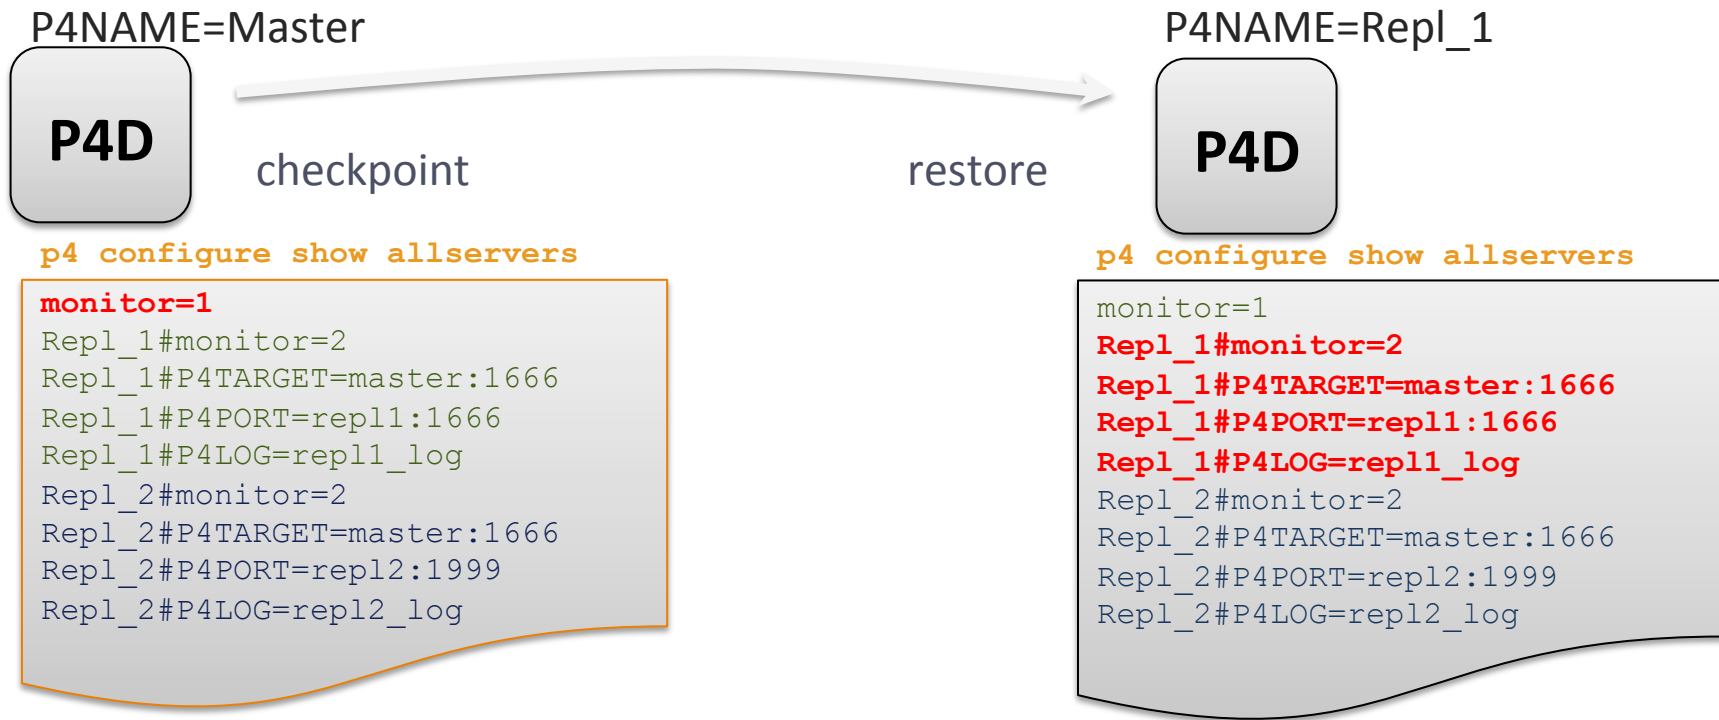 P4NAME=Master
P4D
checkpoint
p4 configure show allservers
monitor=1
Repl_1#monitor=2
Repl_1#P4TARGET=master:1666
Repl_1#P4PORT=repl1:1666
Repl_1#P4LOG=repl1_log
Repl_2#monitor=2
Repl_2#P4TARGET=master:1666
Repl_2#P4PORT=repl2:1999
Repl_2#P4LOG=repl2_log
restore
P4NAME=Repl_1
P4D
p4 configure show allservers
monitor=1
Repl_1#monitor=2
Repl_1#P4TARGET=master:1666
Repl_1#P4PORT=repl1:1666
Repl_1#P4LOG=repl1_log
Repl_2#monitor=2
Repl_2#P4TARGET=master:1666
Repl_2#P4PORT=repl2:1999
Repl_2#P4LOG=repl2_log